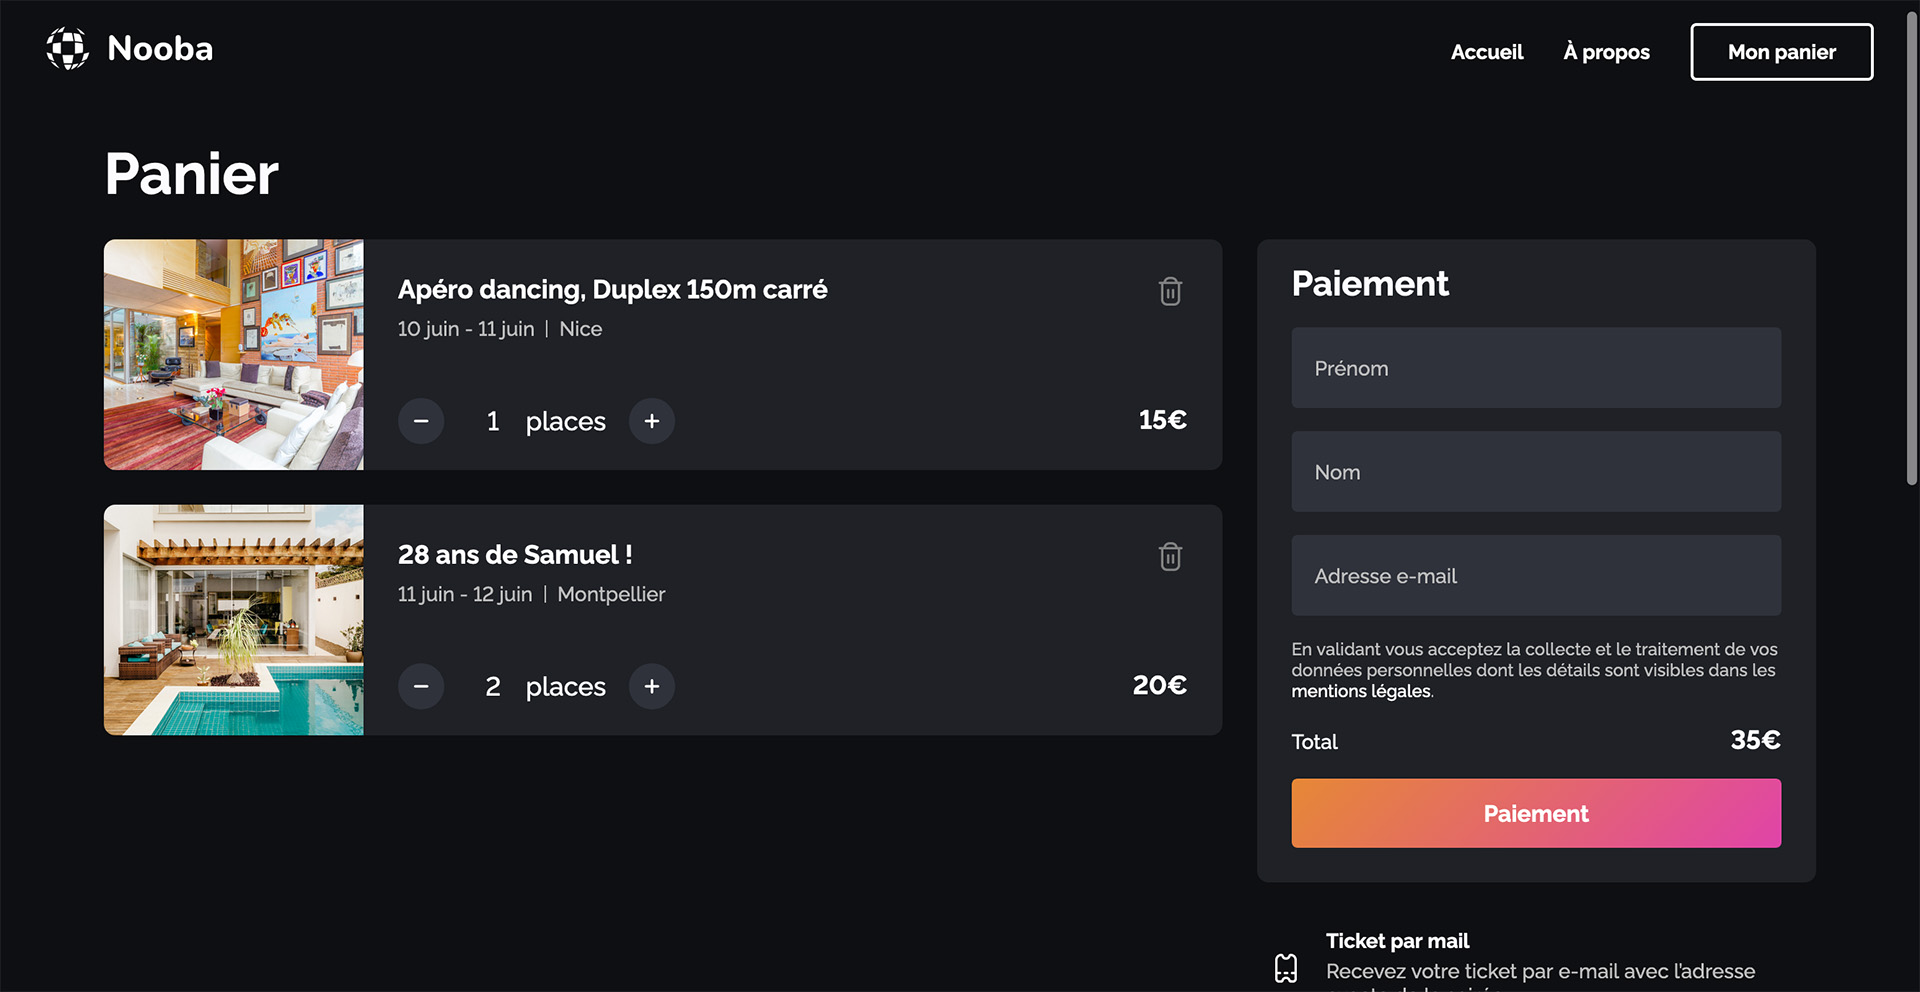 Nooba
Accueil
À propos
Mon panier
Panier
Apéro dancing, Duplex 150m carré
10 juin - 11 juin | Nice
1 places
15€
28 ans de Samuel !
11 juin - 12 juin | Montpellier
2 places
20€
Paiement
Prénom
Nom
Adresse e-mail
En validant vous acceptez la collecte et le traitement de vos
données personnelles dont les détails sont visibles dans les
mentions légales.
Total 35€
Paiement
Ticket par mail
Recevez votre ticket par e-mail avec l'adresse